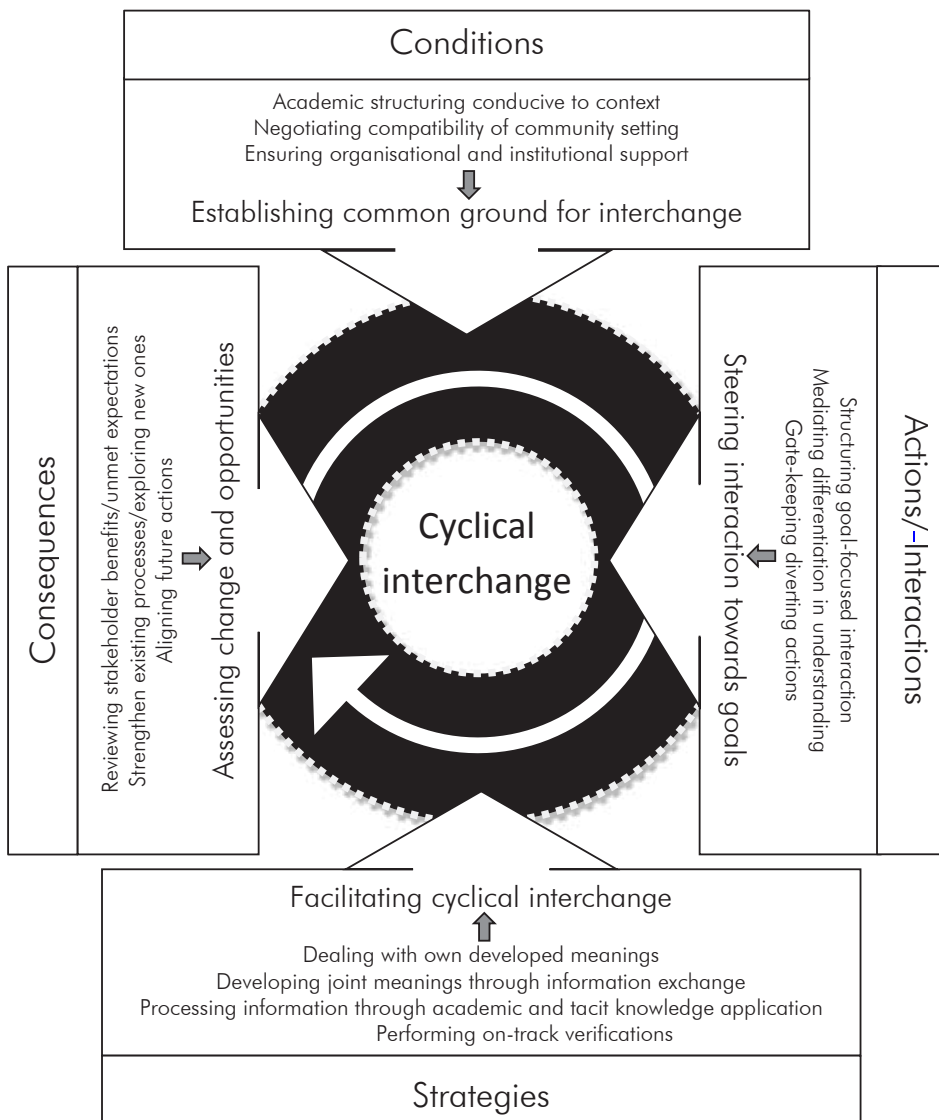 Conditions
Academic structuring conducive to context
Negotiating compatibility of community setting
Ensuring organisational and institutional support
Establishing common ground for interchange
Consequences
Reviewing stakeholder benefits/unmet expectations
Strengthen existing processes/exploring new ones
Aligning future actions
Assessing change and opportunities
Cyclical
interchange
Actions/-Interactions
Structuring goal-focused interaction
Mediating differentiation in understanding
Gate-keeping diverting actions
Steering interaction towards goals
Facilitating cyclical interchange
Dealing with own developed meanings
Developing joint meanings through information exchange
Processing information through academic and tacit knowledge application
Performing on-track verifications
Strategies